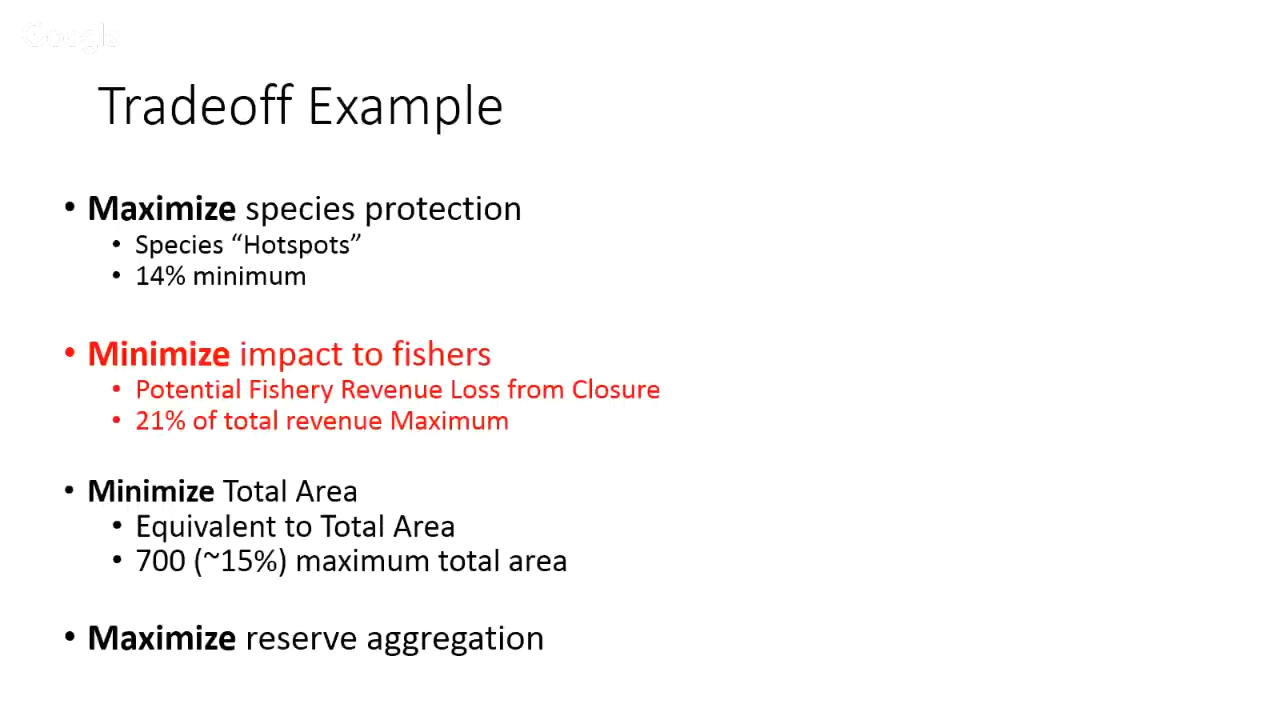 Tradeoff Example
• Maximize species protection
• Species “Hotspots”
• 14% minimum
• Minimize impact to fishers
• Potential Fishery Revenue Loss from Closure
• 21% of total revenue Maximum
• Minimize Total Area
• Equivalent to Total Area
• 700 (~15%) maximum total area
• Maximize reserve aggregation